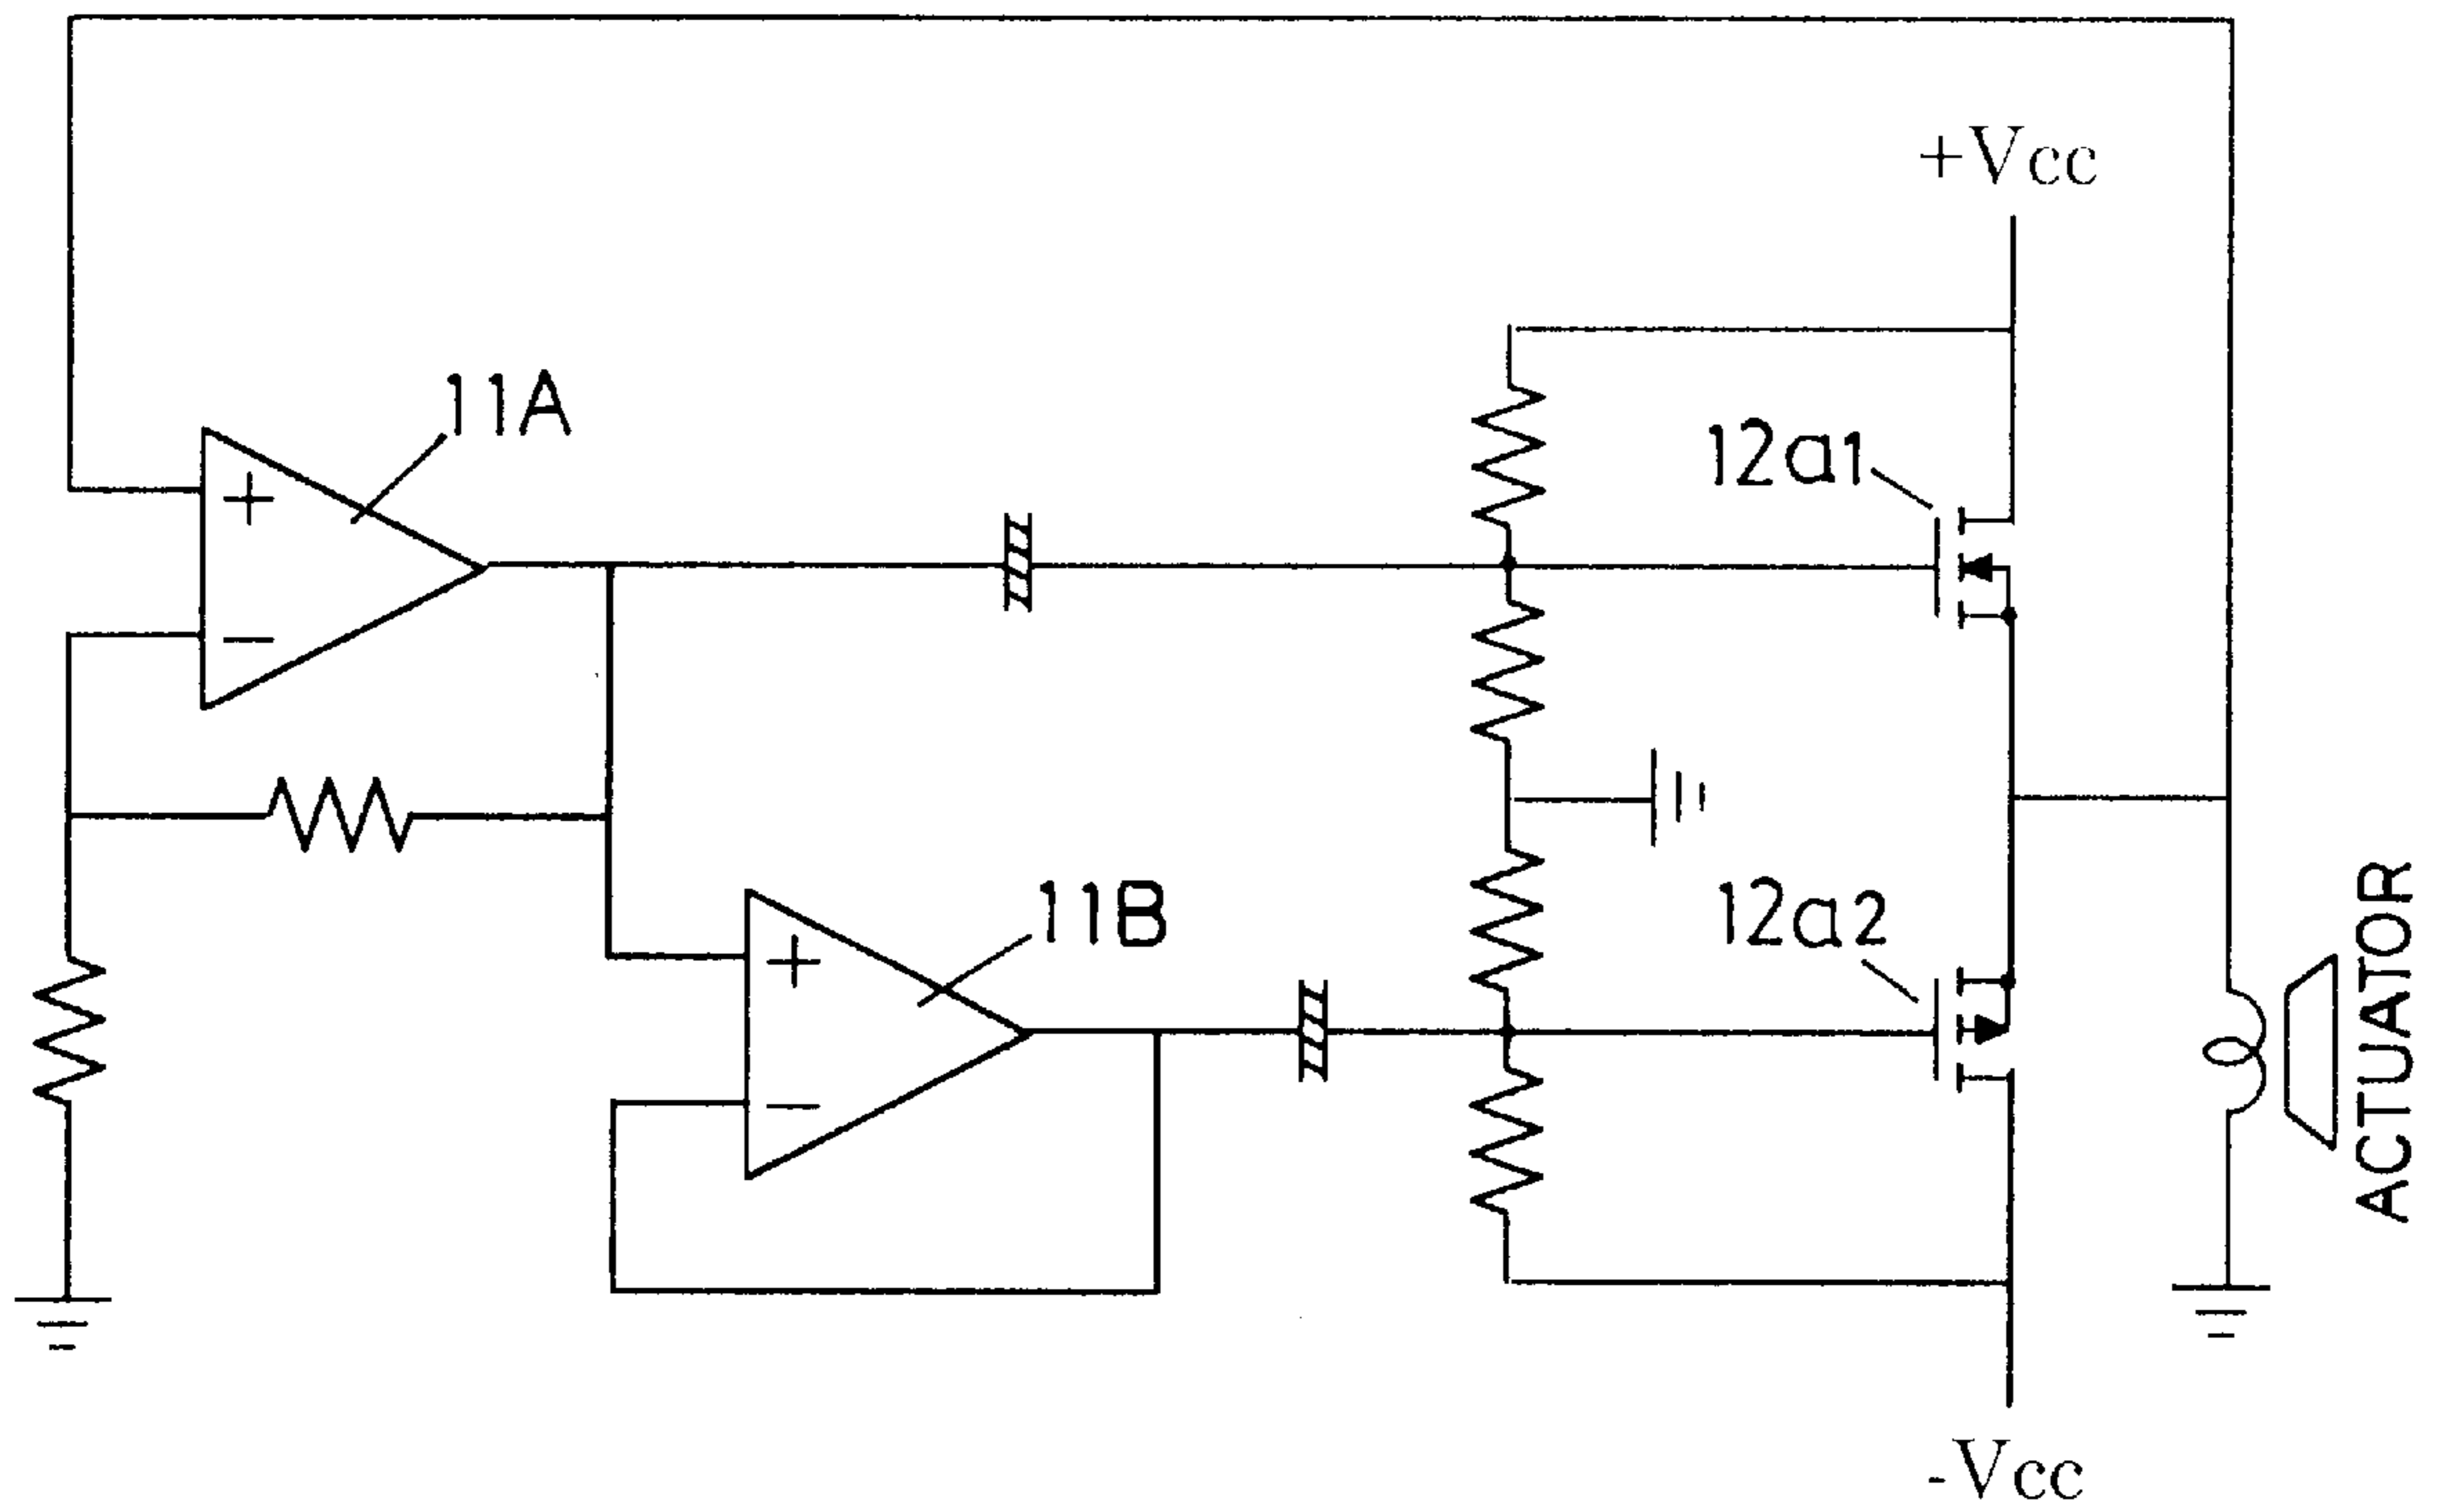 +Vcc
11A
12a1
+
−
11B
12a2
+
−
ACTUATOR
-Vcc